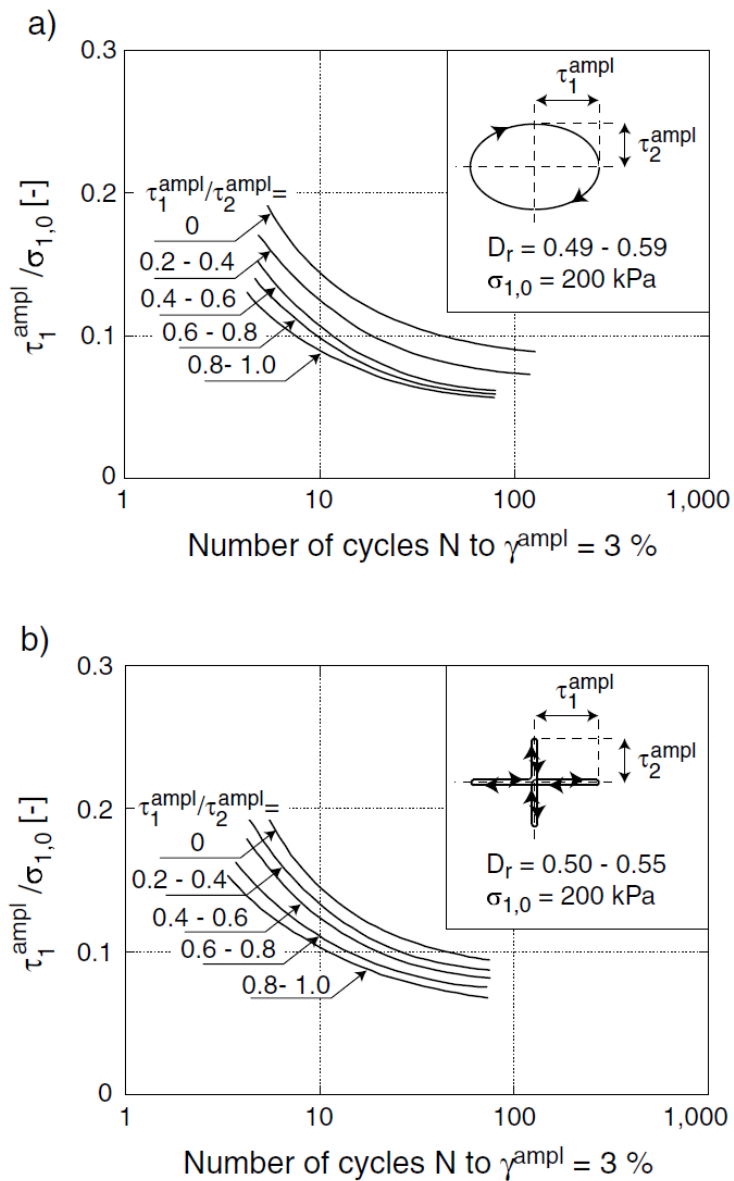 a)
0.3
0.2
0.1
0
τ₁ᵃᵐᵖˡ/σ₁,₀ [-]
τ₁ᵃᵐᵖˡ/τ₂ᵃᵐᵖˡ=
0
0.2 - 0.4
0.4 - 0.6
0.6 - 0.8
0.8- 1.0
τ₁ᵃᵐᵖˡ
τ₂ᵃᵐᵖˡ
Dᵣ = 0.49 - 0.59
σ₁,₀ = 200 kPa
1 10 100 1,000
Number of cycles N to γᵃᵐᵖˡ = 3 %
b)
0.3
0.2
0.1
0
τ₁ᵃᵐᵖˡ/σ₁,₀ [-]
τ₁ᵃᵐᵖˡ/τ₂ᵃᵐᵖˡ=
0
0.2 - 0.4
0.4 - 0.6
0.6 - 0.8
0.8- 1.0
τ₁ᵃᵐᵖˡ
τ₂ᵃᵐᵖˡ
Dᵣ = 0.50 - 0.55
σ₁,₀ = 200 kPa
1 10 100 1,000
Number of cycles N to γᵃᵐᵖˡ = 3 %